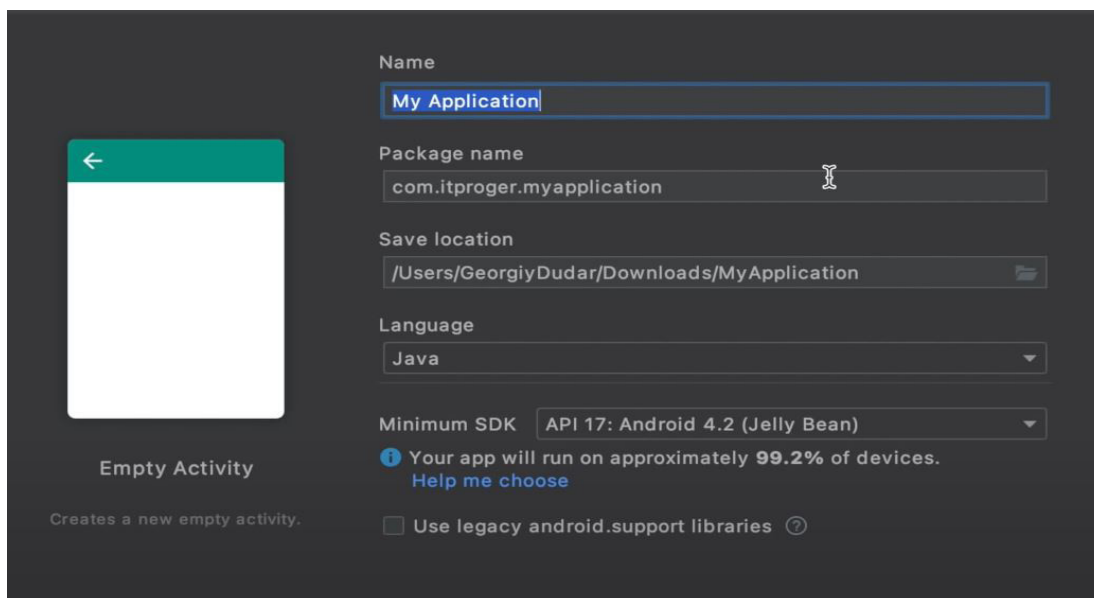 Name
My Application
Package name
com.itproger.myapplication
Save location
/Users/GeorgiyDudar/Downloads/MyApplication
Language
Java
Minimum SDK API 17: Android 4.2 (Jelly Bean)
Your app will run on approximately 99.2% of devices.
Help me choose
Use legacy android.support libraries ?
Empty Activity
Creates a new empty activity.